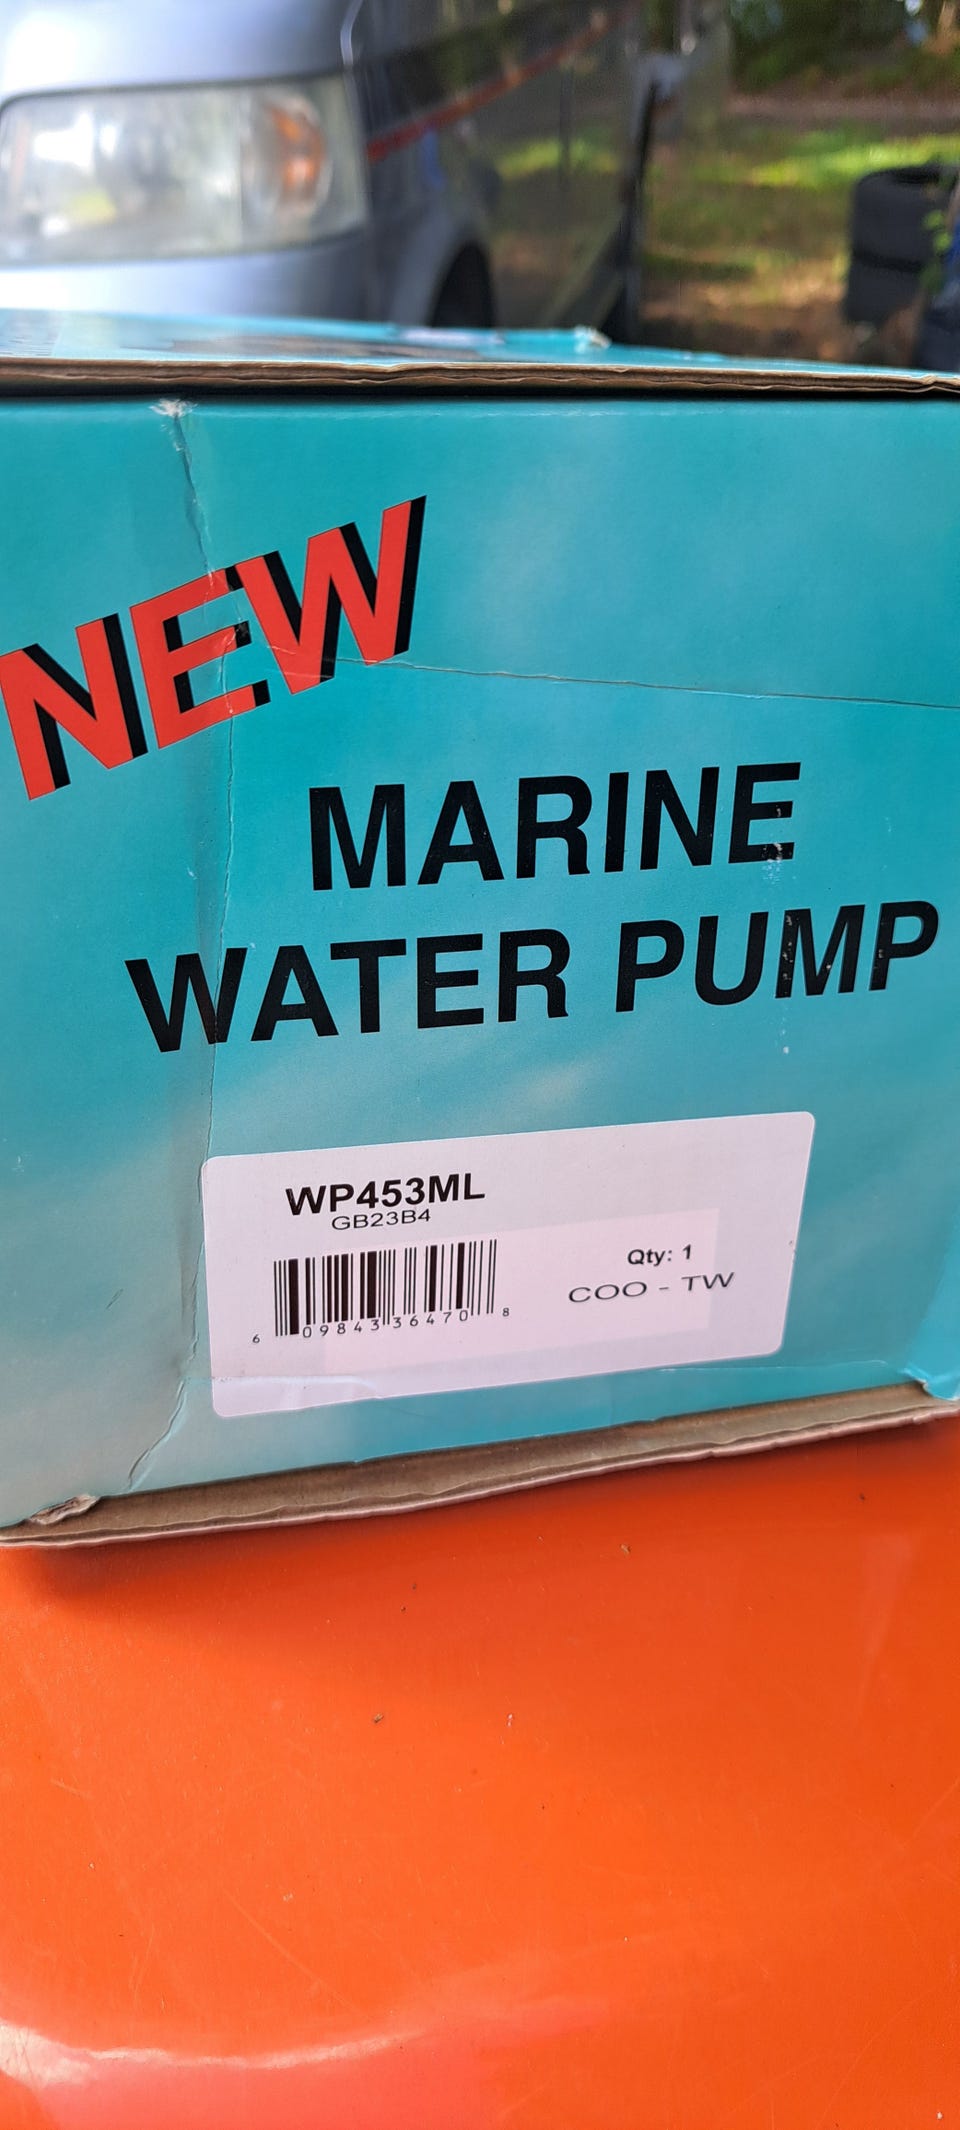 NEW
MARINE
WATER PUMP
WP453ML
GB23B4
Qty: 1
COO - TW
6 09843 36470 8